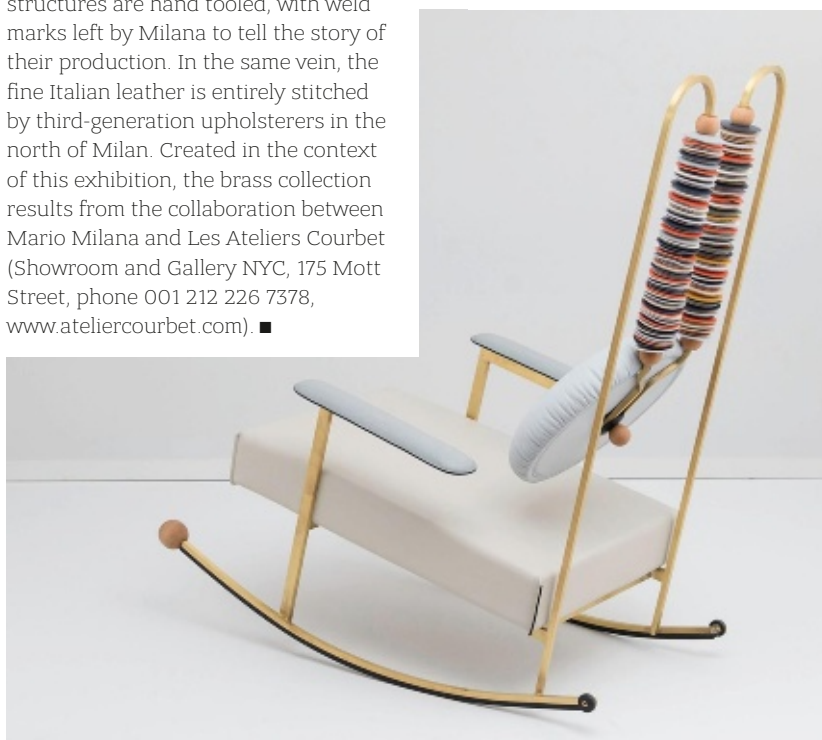 structures are hand tooled, with weld
marks left by Milana to tell the story of
their production. In the same vein, the
fine Italian leather is entirely stitched
by third-generation upholsterers in the
north of Milan. Created in the context
of this exhibition, the brass collection
results from the collaboration between
Mario Milana and Les Ateliers Courbet
(Showroom and Gallery NYC, 175 Mott
Street, phone 001 212 226 7378,
www.ateliercourbet.com). ■